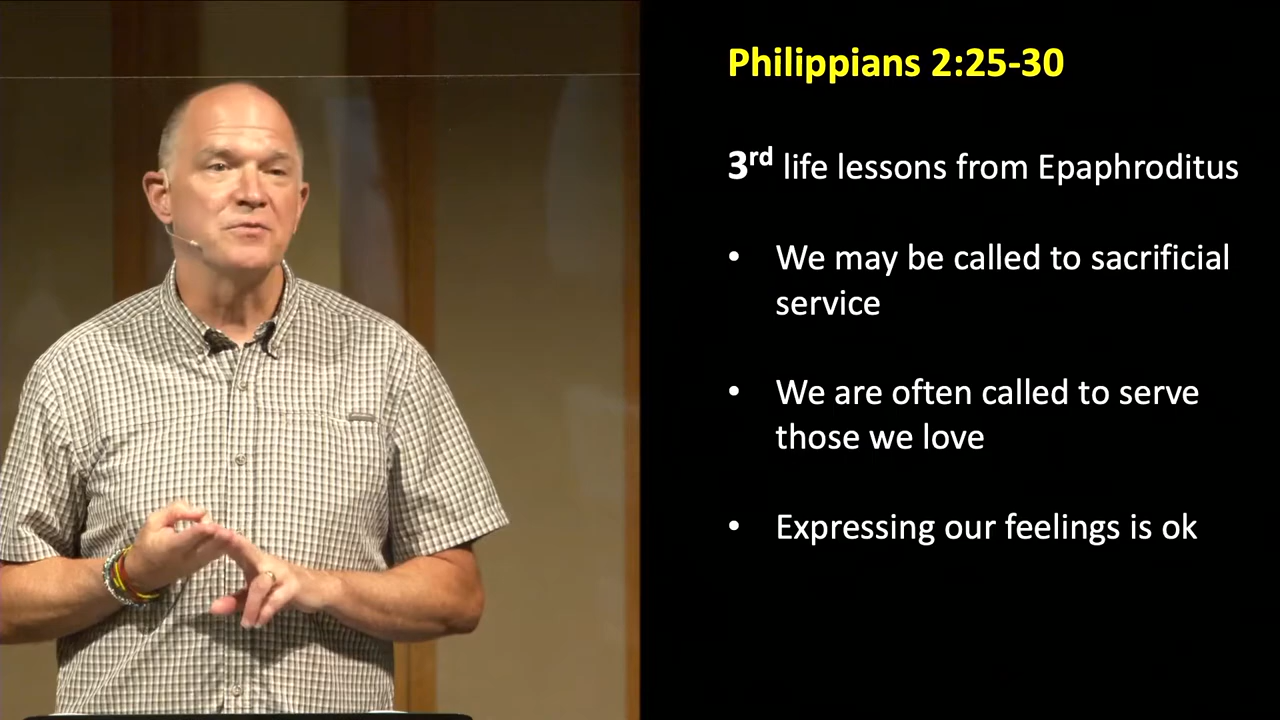 Philippians 2:25-30
3rd life lessons from Epaphroditus
• We may be called to sacrificial
service
• We are often called to serve
those we love
• Expressing our feelings is ok